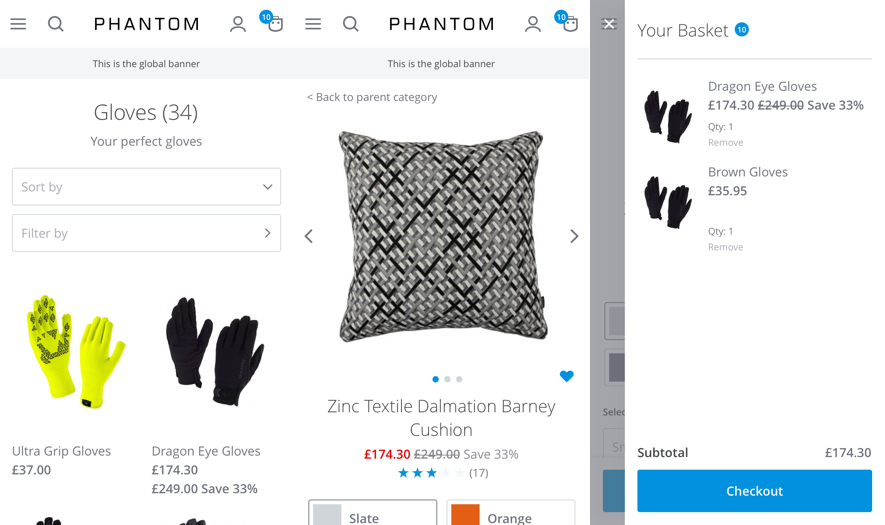 PHANTOM
10
This is the global banner
Gloves (34)
Your perfect gloves
Sort by
Filter by
Ultra Grip Gloves
£37.00
Dragon Eye Gloves
£174.30
£249.00 Save 33%
PHANTOM
10
This is the global banner
< Back to parent category
Zinc Textile Dalmation Barney
Cushion
£174.30 £249.00 Save 33%
(17)
Slate
Orange
Selec
Sm
Your Basket 10
Dragon Eye Gloves
£174.30 £249.00 Save 33%
Qty: 1
Remove
Brown Gloves
£35.95
Qty: 1
Remove
Subtotal £174.30
Checkout